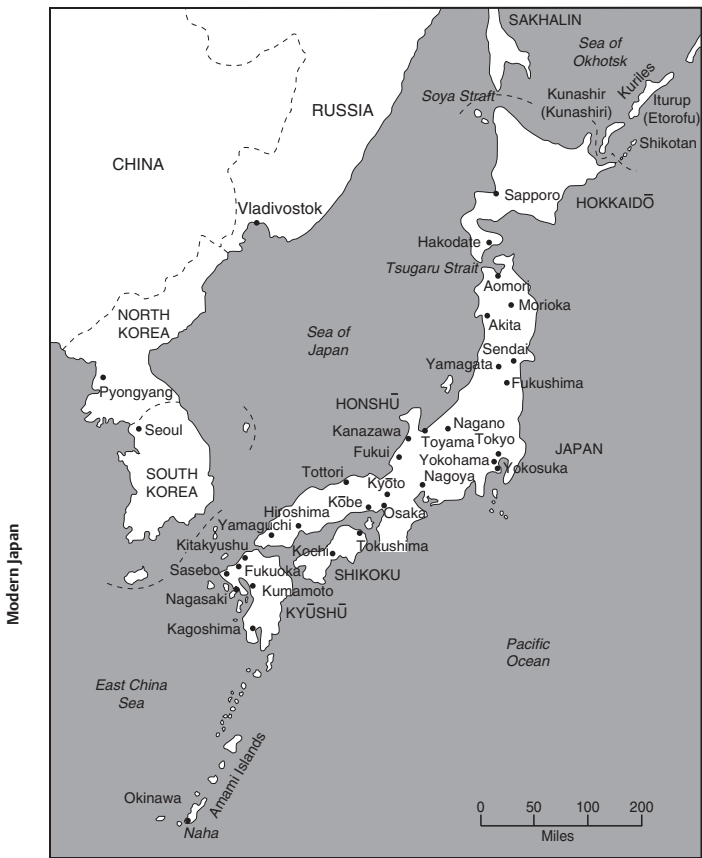 SAKHALIN
Sea of
Okhotsk
Kuriles
Soya Straft
Kunashir
(Kunashiri)
Iturup
(Etorofu)
Shikotan
RUSSIA
CHINA
Sapporo
HOKKAIDŌ
Vladivostok
Hakodate
Tsugaru Strait
Aomori
Morioka
Akita
NORTH
KOREA
Sea of
Japan
Sendai
Yamagata
Fukushima
Pyongyang
HONSHŪ
Seoul
Kanazawa
Nagano
Toyama
Tokyo
JAPAN
Fukui
Yokohama
Yokosuka
SOUTH
KOREA
Tottori
Kyōto
Nagoya
Kōbe
Osaka
Hiroshima
Yamaguchi
Kitakyushu
Kochi
Tokushima
Sasebo
Fukuoka
SHIKOKU
Nagasaki
Kumamoto
KYŪSHŪ
Kagoshima
Pacific
Ocean
East China
Sea
Amami Islands
Okinawa
Naha
0 50 100 200
Miles
Modern Japan